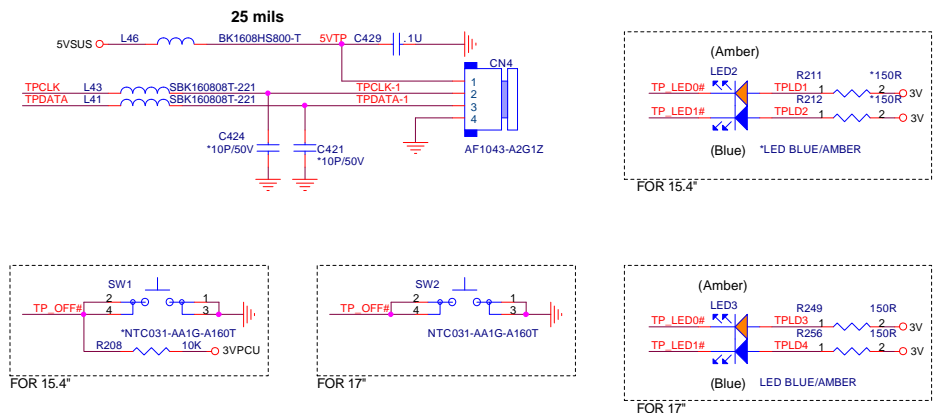 25 mils
5VSUS L46 BK1608HS800-T 5VTP C429 .1U
CN4
TPCLK L43 SBK160808T-221 TPCLK-1
TPDATA L41 SBK160808T-221 TPDATA-1
1
2
3
4
AF1043-A2G1Z
C424
*10P/50V
C421
*10P/50V
(Amber)
LED2
TP_LED0# TPLD1 R211 1 2 *150R 3V
TP_LED1# TPLD2 R212 1 2 *150R 3V
(Blue) *LED BLUE/AMBER
FOR 15.4"
SW1
TP_OFF# 2 1
4 3
*NTC031-AA1G-A160T
R208 10K 3VPCU
FOR 15.4"
SW2
TP_OFF# 2 1
4 3
NTC031-AA1G-A160T
FOR 17"
(Amber)
LED3
TP_LED0# TPLD3 R249 1 2 150R 3V
TP_LED1# TPLD4 R256 1 2 150R 3V
(Blue) LED BLUE/AMBER
FOR 17"